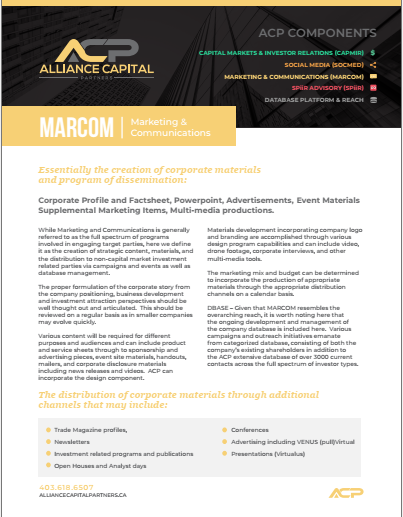 ACP COMPONENTS
ACP
ALLIANCE CAPITAL
PARTNERS
CAPITAL MARKETS & INVESTOR RELATIONS (CAPMIR)
SOCIAL MEDIA (SOCMED)
MARKETING & COMMUNICATIONS (MARCOM)
SPIIR ADVISORY (SPIIR)
DATABASE PLATFORM & REACH
MARCOM
Marketing &
Communications
Essentially the creation of corporate materials
and program of dissemination:
Corporate Profile and Factsheet, Powerpoint, Advertisements, Event Materials
Supplemental Marketing Items, Multi-media productions.
While Marketing and Communications is generally
referred to as the full spectrum of programs
involved in engaging target parties, here we define
it as the creation of strategic content, materials, and
the distribution to non-capital market investment
related parties via campaigns and events as well as
database management.
The proper formulation of the corporate story from
the company positioning, business development
and investment attraction perspectives should be
well thought out and articulated. This should be
reviewed on a regular basis as in smaller companies
may evolve quickly.
Various content will be required for different
purposes and audiences and can include product
and service sheets through to sponsorship and
advertising pieces, event site materials, handouts,
mailers, and corporate disclosure materials
including news releases and videos. ACP can
incorporate the design component.
Materials development incorporating company logo
and branding are accomplished through various
design program capabilities and can include video,
drone footage, corporate interviews, and other
multi-media tools.
The marketing mix and budget can be determined
to incorporate the production of appropriate
materials through the appropriate distribution
channels on a calendar basis.
DBASE – Given that MARCOM resembles the
overarching reach, it is worth noting here that
the ongoing development and management of
the company database is included here. Various
campaigns and outreach initiatives emanate
from categorized database, consisting of both the
company's existing shareholders in addition to
the ACP extensive database of over 3000 current
contacts across the full spectrum of investor types.
The distribution of corporate materials through additional
channels that may include:
Trade Magazine profiles,
Newsletters
Investment related programs and publications
Open Houses and Analyst days
Conferences
Advertising including VENUS (pull)Virtual
Presentations (Virtualus)
403.618.6507
ALLIANCECAPITALPARTNERS.CA
ACP